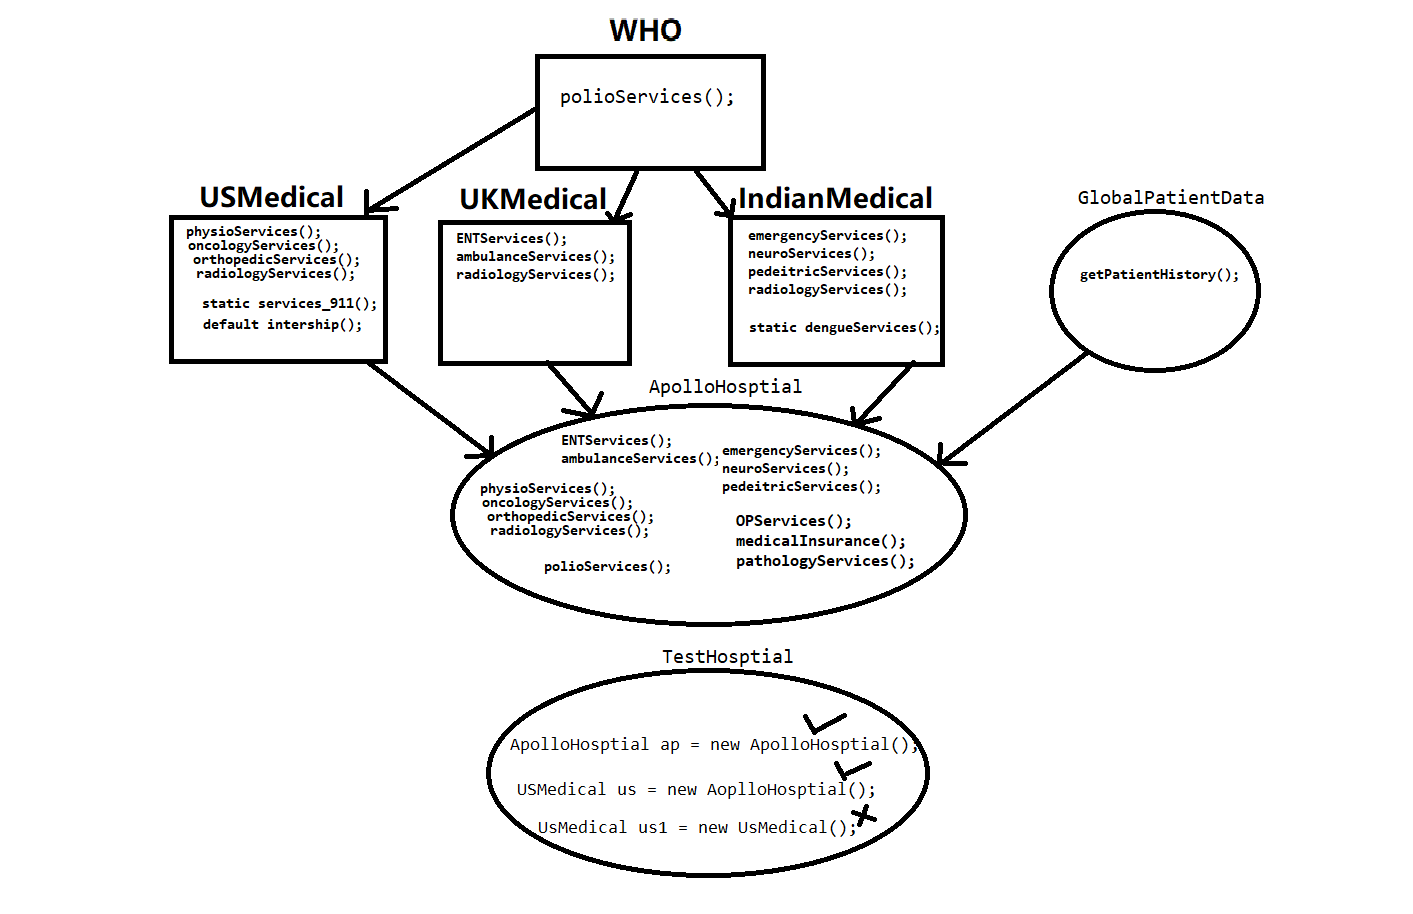 WHO
polioServices();
USMedical
physioServices();
oncologyServices();
orthopedicServices();
radiologyServices();
static services_911();
default intership();
UKMedical
ENTServices();
ambulanceServices();
radiologyServices();
IndianMedical
emergencyServices();
neuroServices();
pedeitricServices();
radiologyServices();
static dengueServices();
GlobalPatientData
getPatientHistory();
ApolloHosptial
ENTServices();
ambulanceServices();
emergencyServices();
neuroServices();
pedeitricServices();
physioServices();
oncologyServices();
orthopedicServices();
radiologyServices();
OPServices();
medicalInsurance();
pathologyServices();
polioServices();
TestHosptial
ApolloHosptial ap = new ApolloHosptial();
USMedical us = new AoplloHosptial();
UsMedical us1 = new UsMedical();